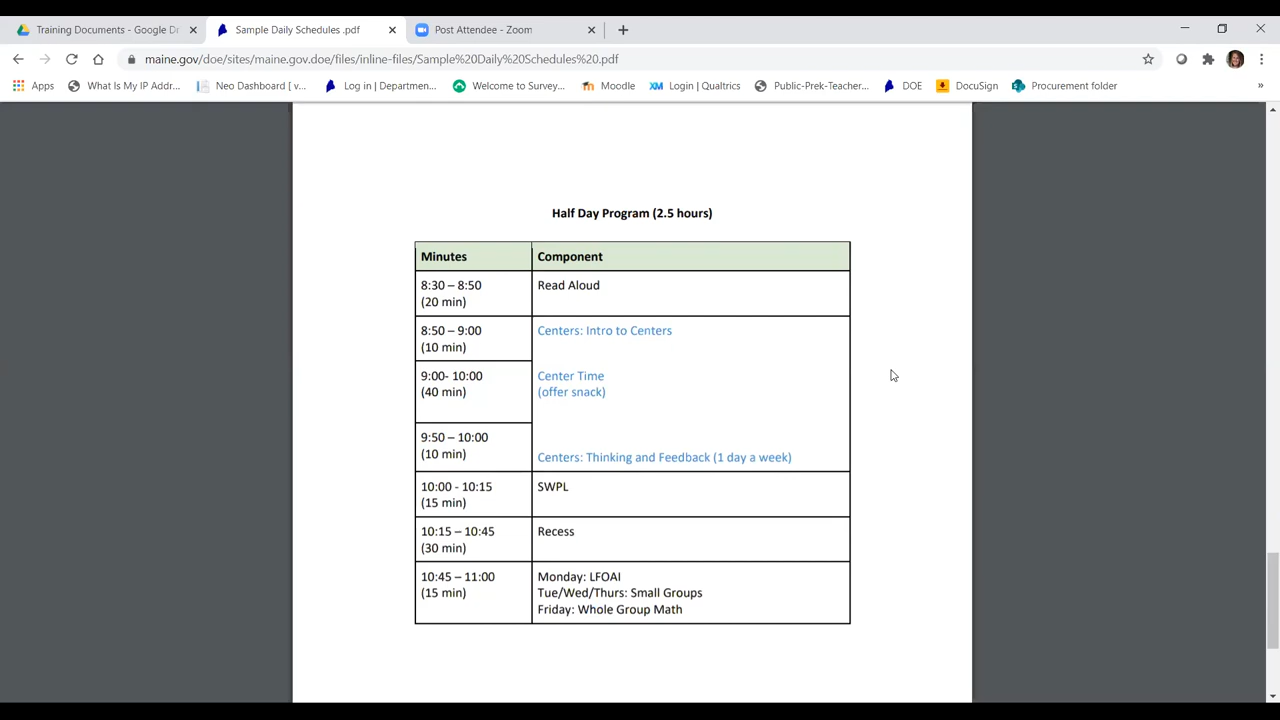 Training Documents - Google Do
Sample Daily Schedules .pdf
Post Attendee - Zoom
maine.gov/doe/sites/maine.gov.doe/files/inline-files/Sample%20Daily%20Schedules%20.pdf
Apps
What Is My IP Addr...
Neo Dashboard [ v...
Log in | Departmen...
Welcome to Survey...
Moodle
XM Login | Qualtrics
Public-Prek-Teacher...
DOE
DocuSign
Procurement folder
»
Half Day Program (2.5 hours)
Minutes Component
8:30 – 8:50 Read Aloud
(20 min)
8:50 – 9:00 Centers: Intro to Centers
(10 min)
9:00- 10:00 Center Time
(40 min) (offer snack)
9:50 – 10:00
(10 min) Centers: Thinking and Feedback (1 day a week)
10:00 - 10:15 SWPL
(15 min)
10:15 – 10:45 Recess
(30 min)
10:45 – 11:00 Monday: LFOAI
(15 min) Tue/Wed/Thurs: Small Groups
Friday: Whole Group Math